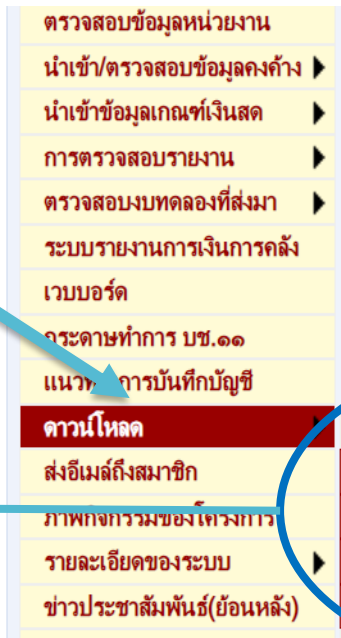 ตรวจสอบข้อมูลหน่วยงาน
นำเข้า/ตรวจสอบข้อมูลคงค้าง
นำเข้าข้อมูลเกณฑ์เงินสด
การตรวจสอบรายงาน
ตรวจสอบงบทดลองที่ส่งมา
ระบบรายงานการเงินการคลัง
เวบบอร์ด
กระดาษทำการ บช.๑๑
การบันทึกบัญชี
ดาวน์โหลด
ส่งอีเมล์ถึงสมาชิก
ภาพกิจกรรมของโครงการ
รายละเอียดของระบบ
ข่าวประชาสัมพันธ์(ย้อนหลัง)